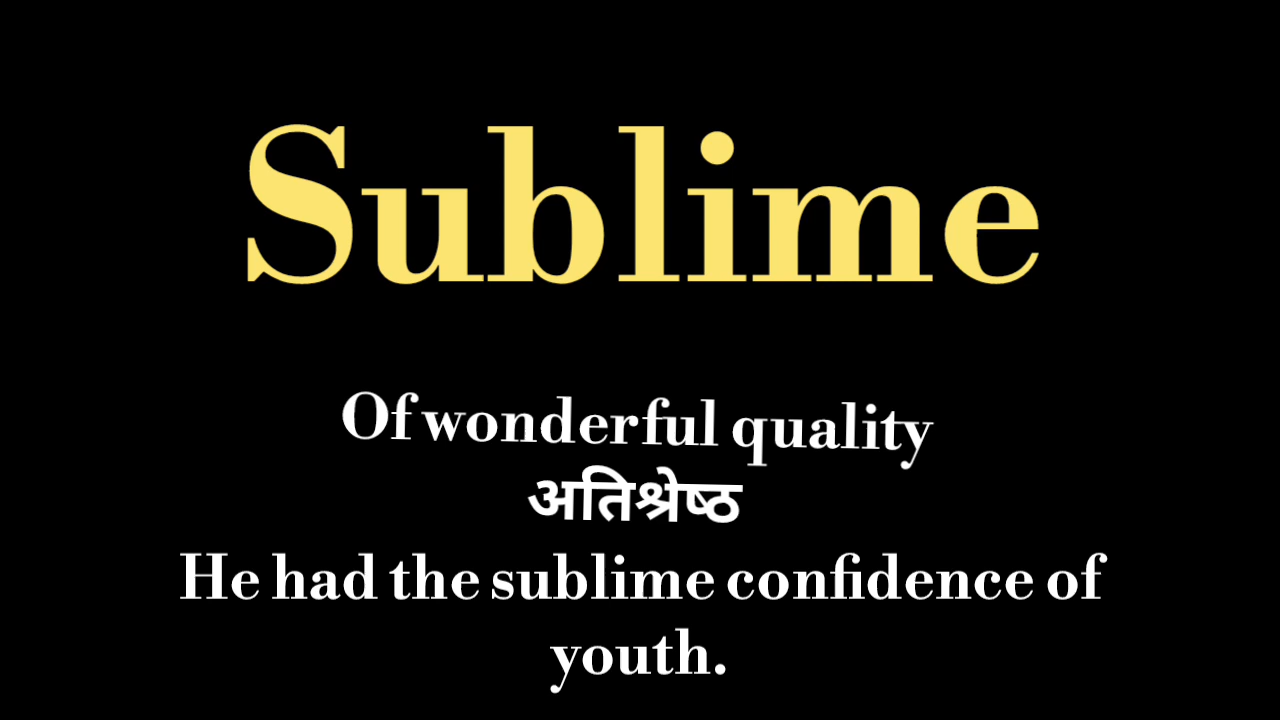 Sublime
Of wonderful quality
अतिश्रेष्ठ
He had the sublime confidence of
youth.